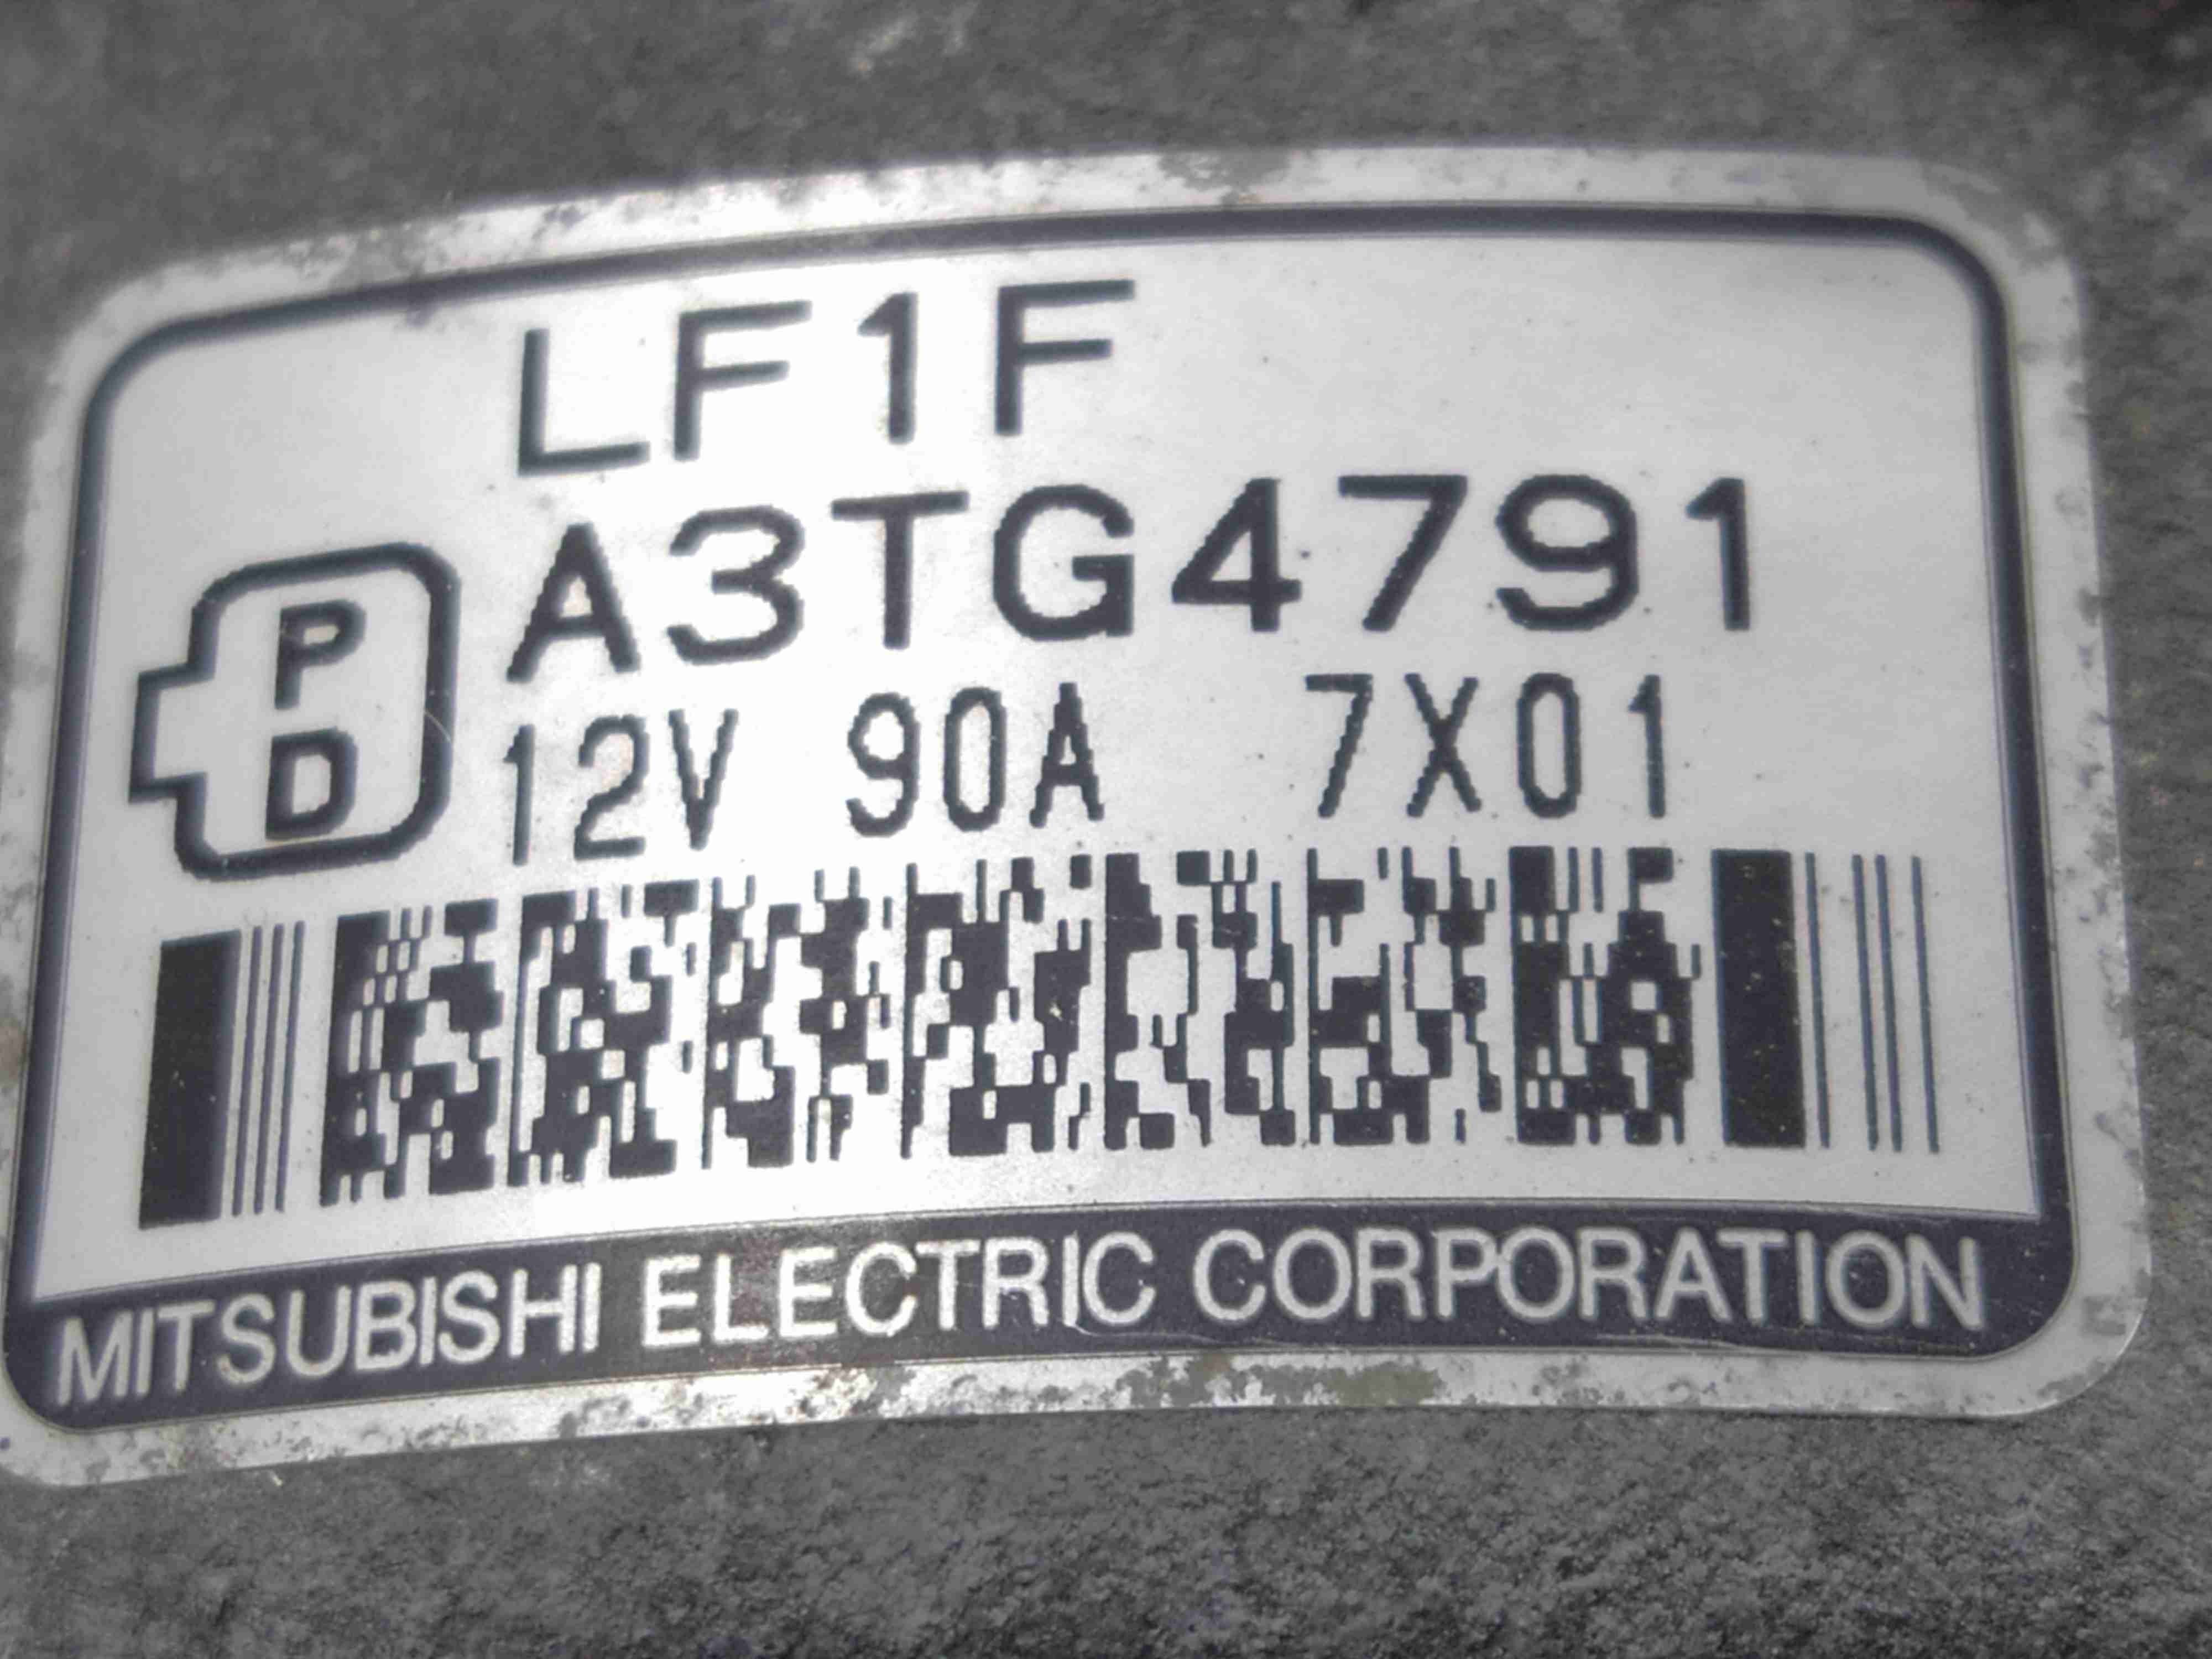 LF1F
A3TG4791
P
D
12V 90A 7X01
MITSUBISHI ELECTRIC CORPORATION